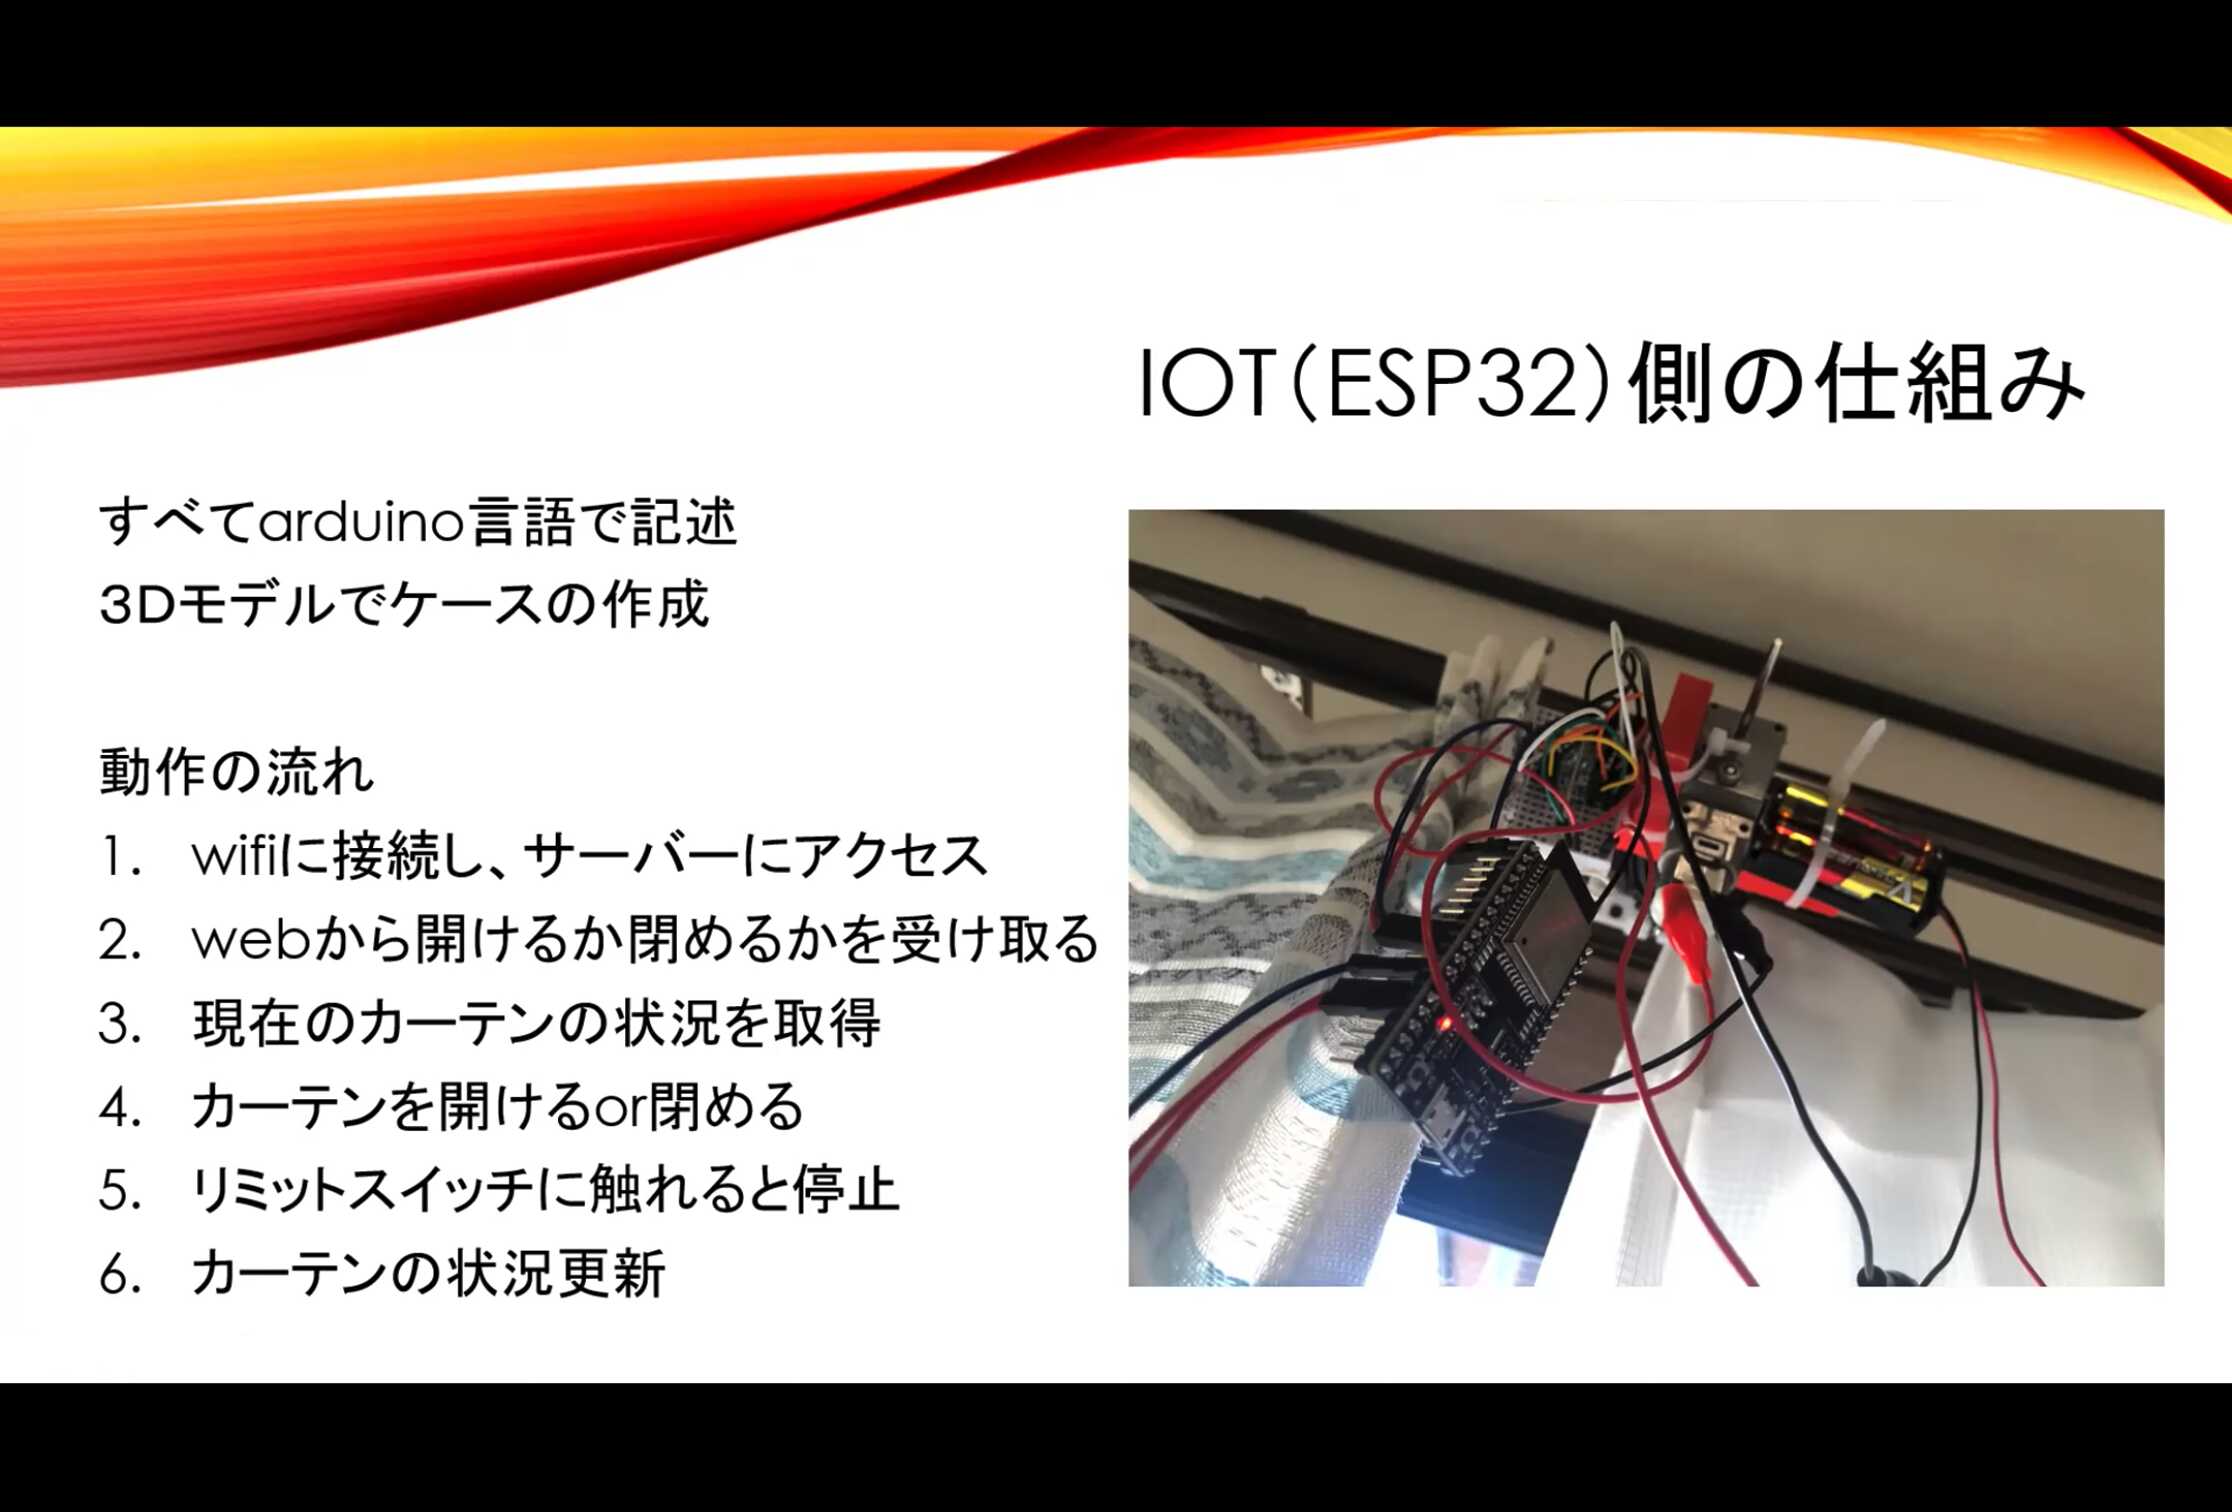 IOT(ESP32)側の仕組み
すべてarduino言語で記述
3Dモデルでケースの作成
動作の流れ
1. wifiに接続し、サーバーにアクセス
2. webから開けるか閉めるかを受け取る
3. 現在のカーテンの状況を取得
4. カーテンを開けるor閉める
5. リミットスイッチに触れると停止
6. カーテンの状況更新